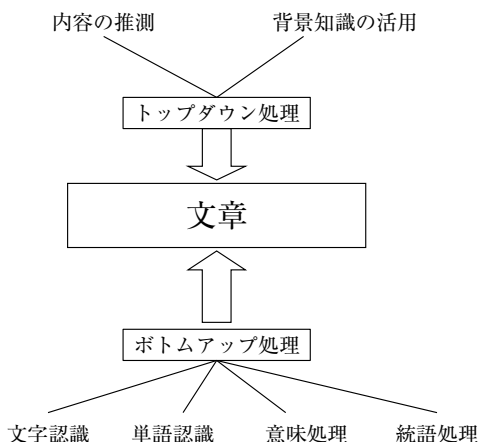 内容の推測 背景知識の活用
トップダウン処理
文章
ボトムアップ処理
文字認識 単語認識 意味処理 統語処理